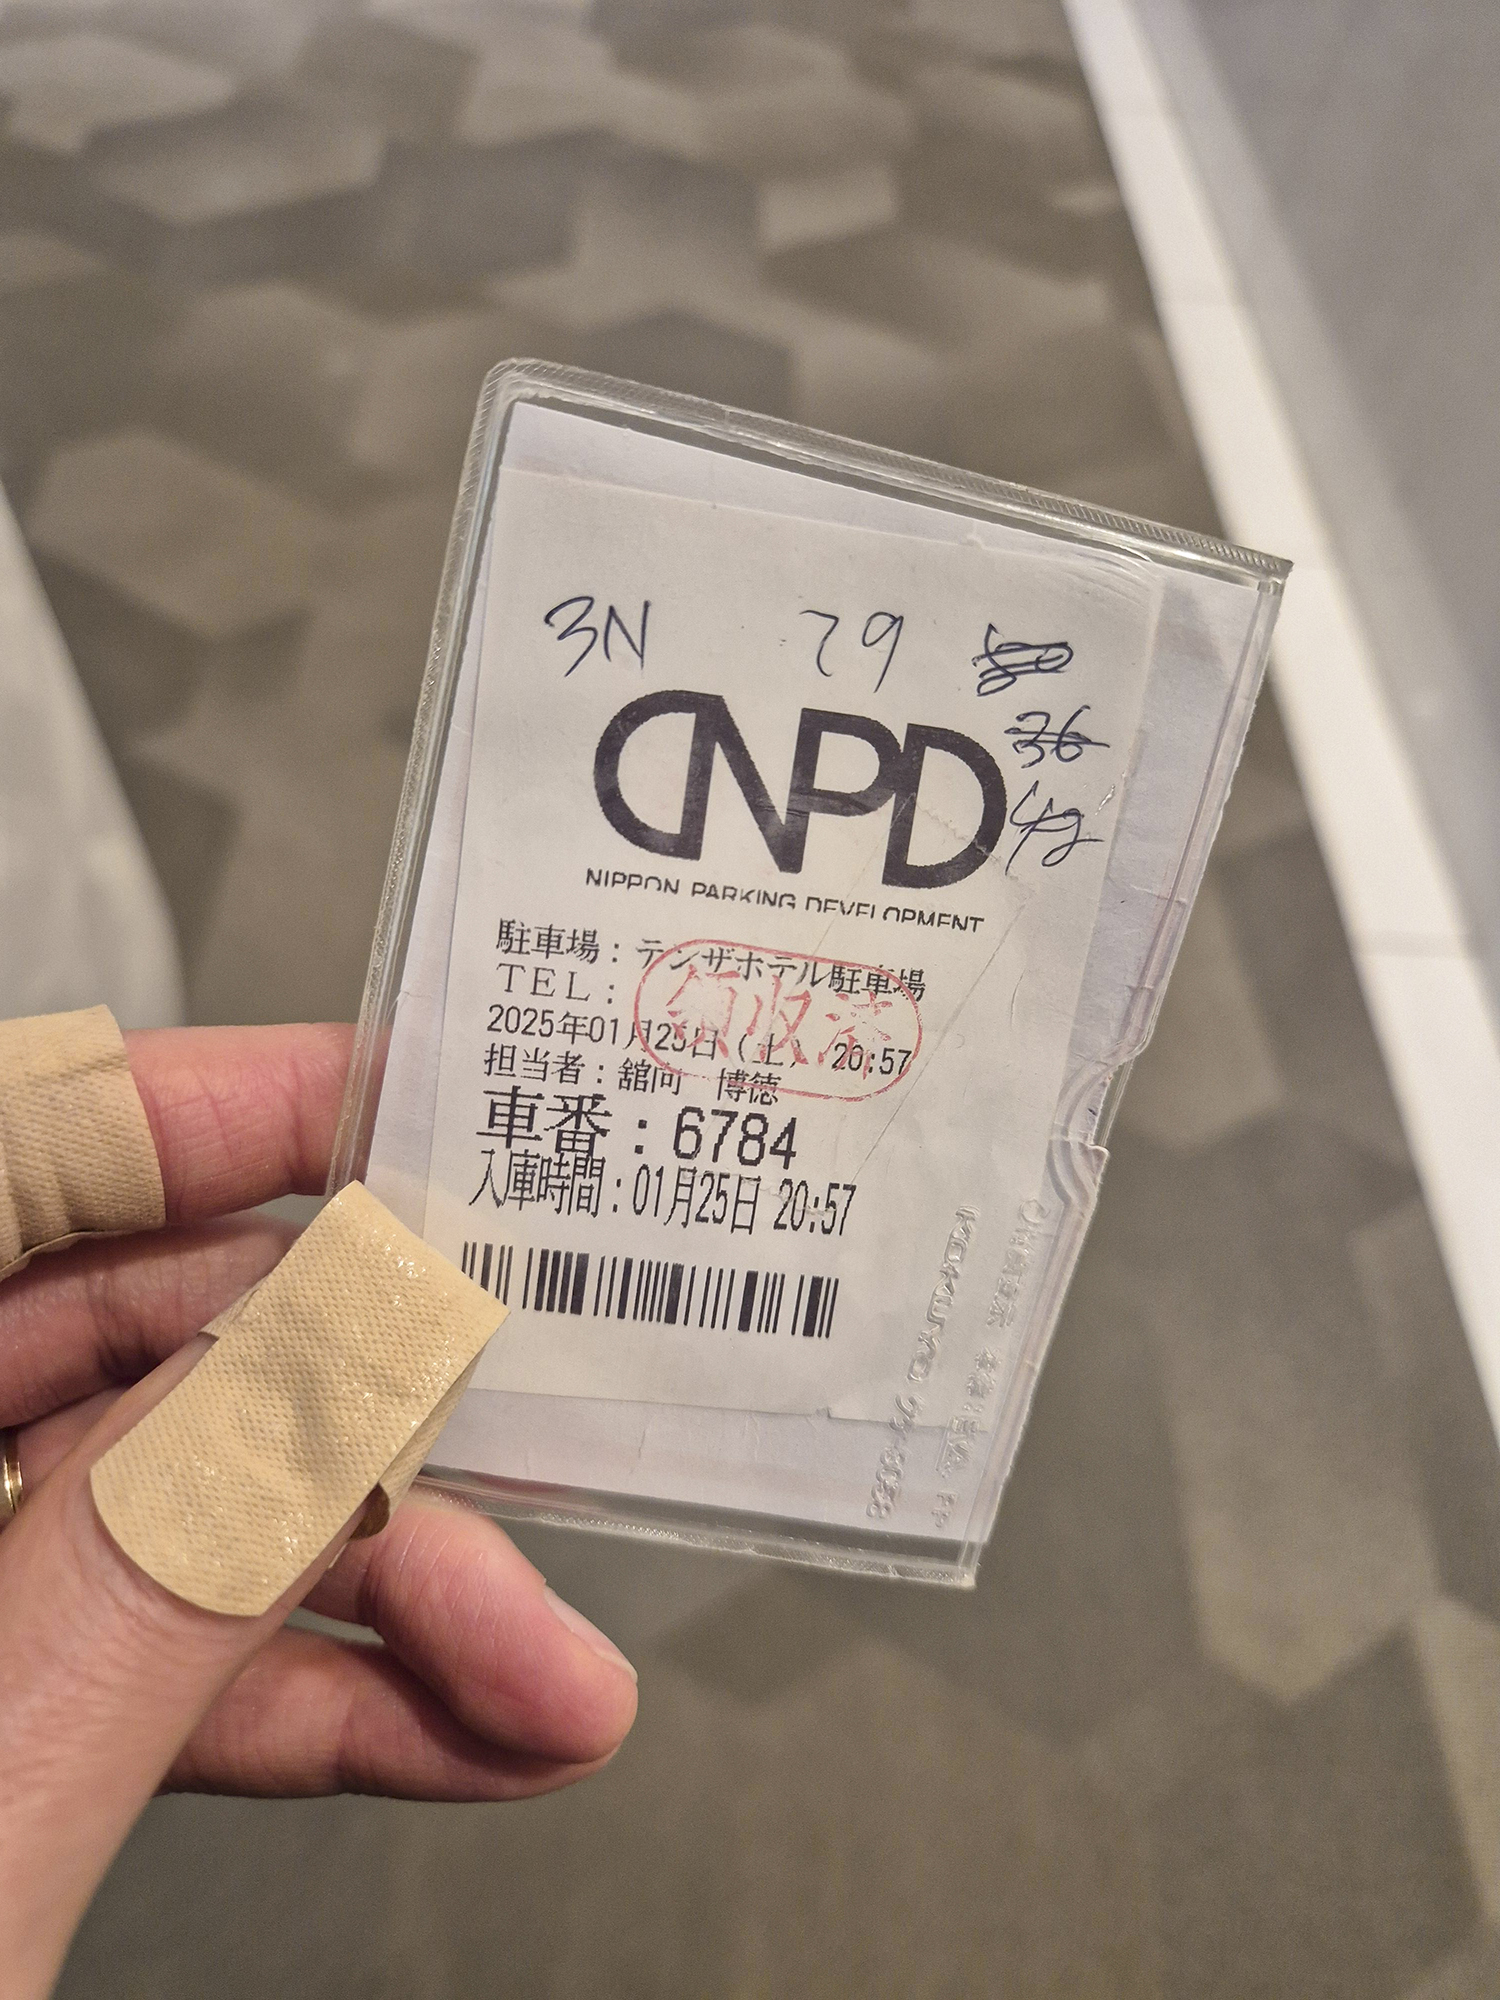 3N 29
36
42
NPD
NIPPON PARKING DEVELOPMENT
駐車場：テンザホテル駐車場
TEL：
領収済
2025年01月25日（土） 20:57
担当者：舘向 博徳
車番：6784
入庫時間：01月25日 20:57
KOKUYO